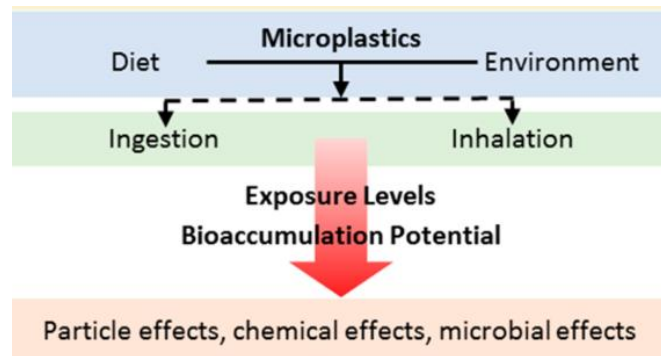 Microplastics
Diet Environment
Ingestion Inhalation
Exposure Levels
Bioaccumulation Potential
Particle effects, chemical effects, microbial effects